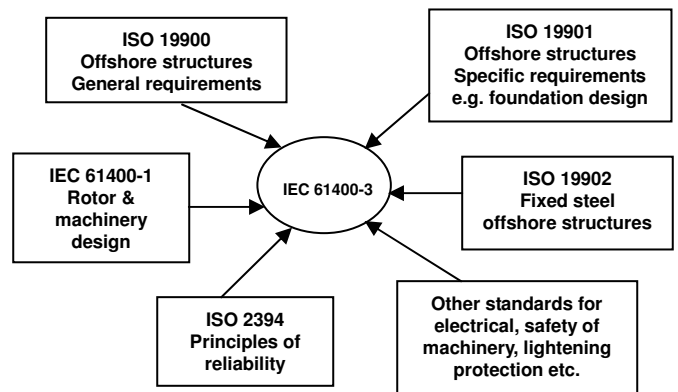 ISO 19900
Offshore structures
General requirements
ISO 19901
Offshore structures
Specific requirements
e.g. foundation design
IEC 61400-1
Rotor &
machinery
design
IEC 61400-3
ISO 19902
Fixed steel
offshore structures
ISO 2394
Principles of
reliability
Other standards for
electrical, safety of
machinery, lightening
protection etc.